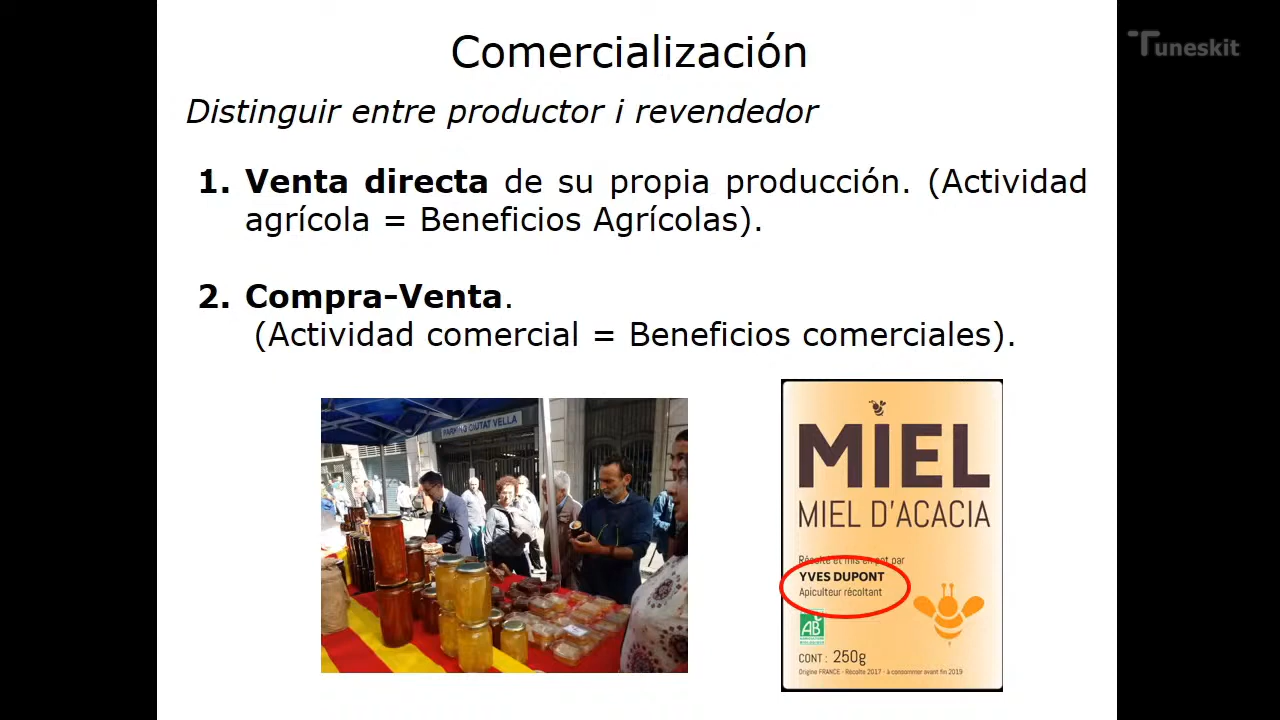 Comercialización
Tuneskit
Distinguir entre productor i revendedor
1. Venta directa de su propia producción. (Actividad
agrícola = Beneficios Agrícolas).
2. Compra-Venta.
(Actividad comercial = Beneficios comerciales).
PARKING CIUTAT VELLA
MIEL
MIEL D'ACACIA
Récolté et mis en pot par
YVES DUPONT
Apiculteur récoltant
AB
CONT : 250g
Origine FRANCE - Récolte 2017 - à consommer avant fin 2019